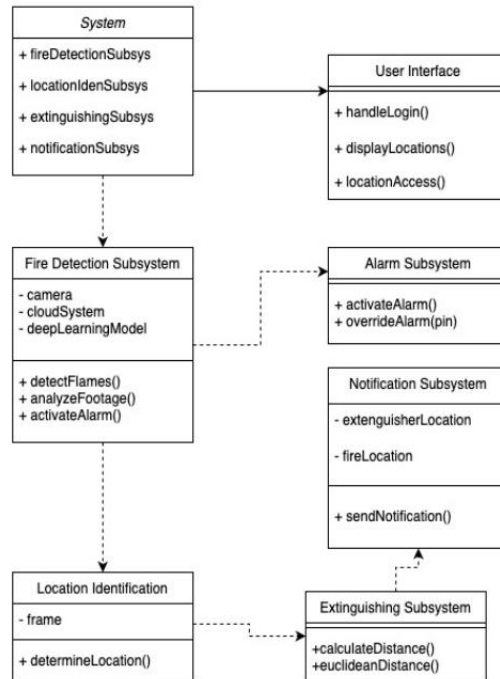 System
+ fireDetectionSubsys
+ locationIdenSubsys
+ extinguishingSubsys
+ notificationSubsys
User Interface
+ handleLogin()
+ displayLocations()
+ locationAccess()
Fire Detection Subsystem
- camera
- cloudSystem
- deepLearningModel
+ detectFlames()
+ analyzeFootage()
+ activateAlarm()
Alarm Subsystem
+ activateAlarm()
+ overrideAlarm(pin)
Notification Subsystem
- extenguisherLocation
- fireLocation
+ sendNotification()
Location Identification
- frame
+ determineLocation()
Extinguishing Subsystem
+calculateDistance()
+euclideanDistance()